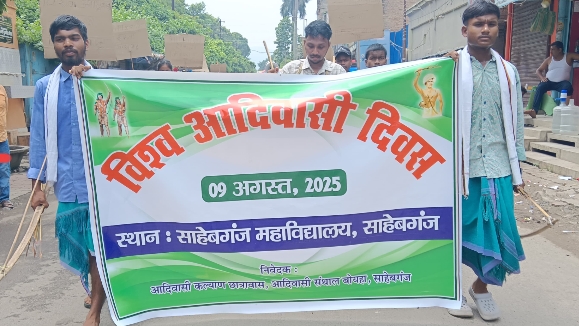 विश्व आदिवासी दिवस
09 अगस्त, 2025
स्थान : साहेबगंज महाविद्यालय, साहेबगंज
निवेदक :
आदिवासी कल्याण छात्रावास, आदिवासी संथाल बोयहा, साहेबगंज